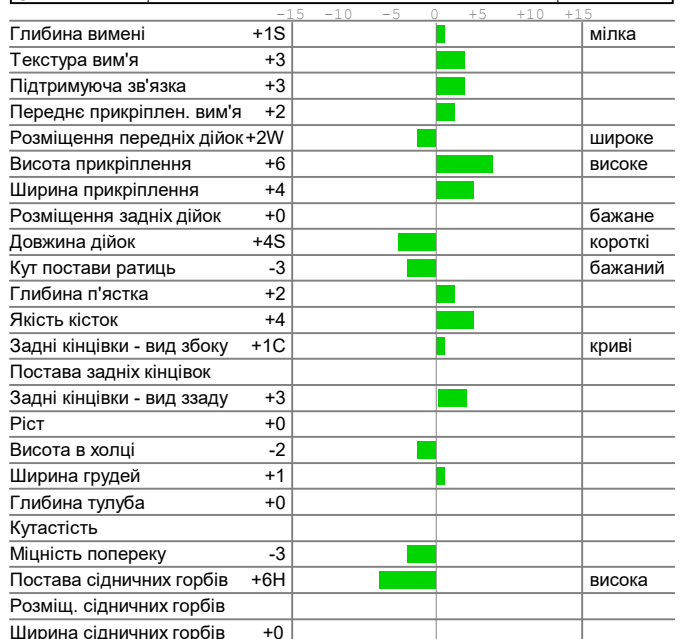 -15 -10 -5 0 +5 +10 +15
Глибина вимені +1S мілка
Текстура вим'я +3
Підтримуюча зв'язка +3
Переднє прикріплен. вим'я +2
Розміщення передніх дійок +2W широке
Висота прикріплення +6 високе
Ширина прикріплення +4
Розміщення задніх дійок +0 бажане
Довжина дійок +4S короткі
Кут постави ратиць -3 бажаний
Глибина п'ястка +2
Якість кісток +4
Задні кінцівки - вид збоку +1C криві
Постава задніх кінцівок
Задні кінцівки - вид ззаду +3
Ріст +0
Висота в холці -2
Ширина грудей +1
Глибина тулуба +0
Кутастість
Міцність попереку -3
Постава сідничних горбів +6H висока
Розміщ. сідничних горбів
Ширина сідничних горбів +0